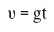 υ = gt